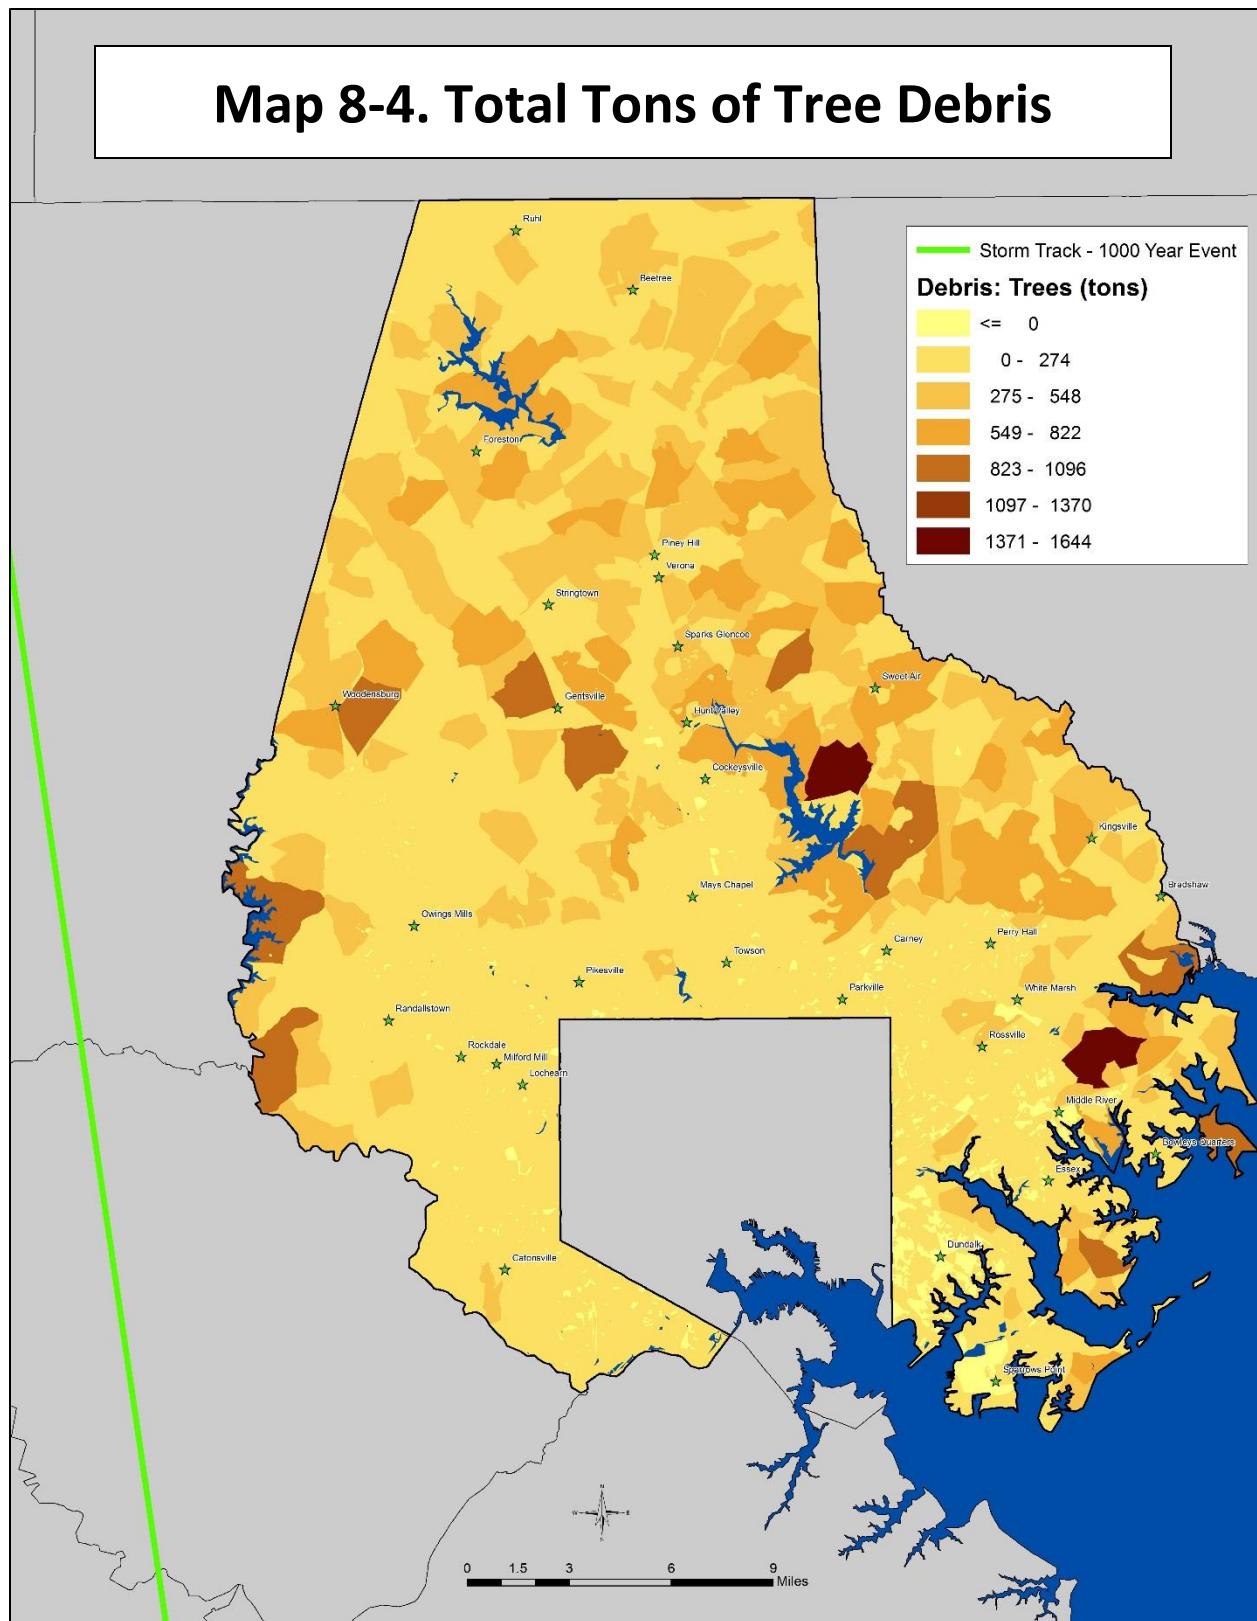 Map 8-4. Total Tons of Tree Debris
Storm Track - 1000 Year Event
Debris: Trees (tons)
<= 0
0 - 274
275 - 548
549 - 822
823 - 1096
1097 - 1370
1371 - 1644
Ruhl
Beetree
Foreston
Piney Hill
Verona
Stringtown
Sparks Glencoe
Sweet Air
Woodensburg
Gentsville
Hunt Valley
Cockeysville
Kingsville
Mays Chapel
Bradshaw
Owings Mills
Perry Hall
Carney
Towson
Pikesville
Parkville
White Marsh
Randallstown
Rossville
Rockdale
Milford Mill
Lochearn
Middle River
Bowleys Quarters
Essex
Dundalk
Catonsville
Sparrows Point
N
W
E
S
0 1.5 3 6 9
Miles